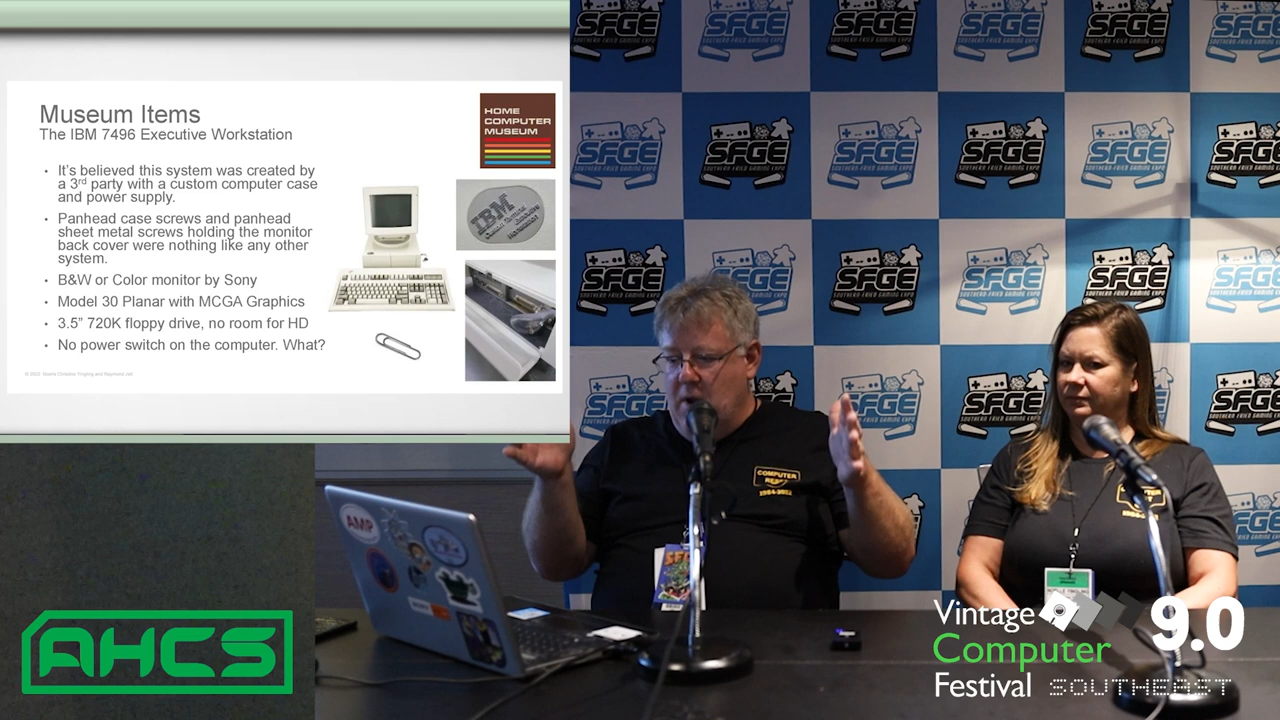 Museum Items
The IBM 7496 Executive Workstation
· It's believed this system was created by
a 3rd party with a custom computer case
and power supply.
· Panhead case screws and panhead
sheet metal screws holding the monitor
back cover were nothing like any other
system.
· B&W or Color monitor by Sony
· Model 30 Planar with MCGA Graphics
· 3.5" 720K floppy drive, no room for HD
· No power switch on the computer. What?
HOME
COMPUTER
MUSEUM
IBM
SFGE
SOUTHERN FRIED GAMING EXPO
AMP
COMPUTER
AHCS
Vintage
Computer
Festival
9.0
SOUTHEAST